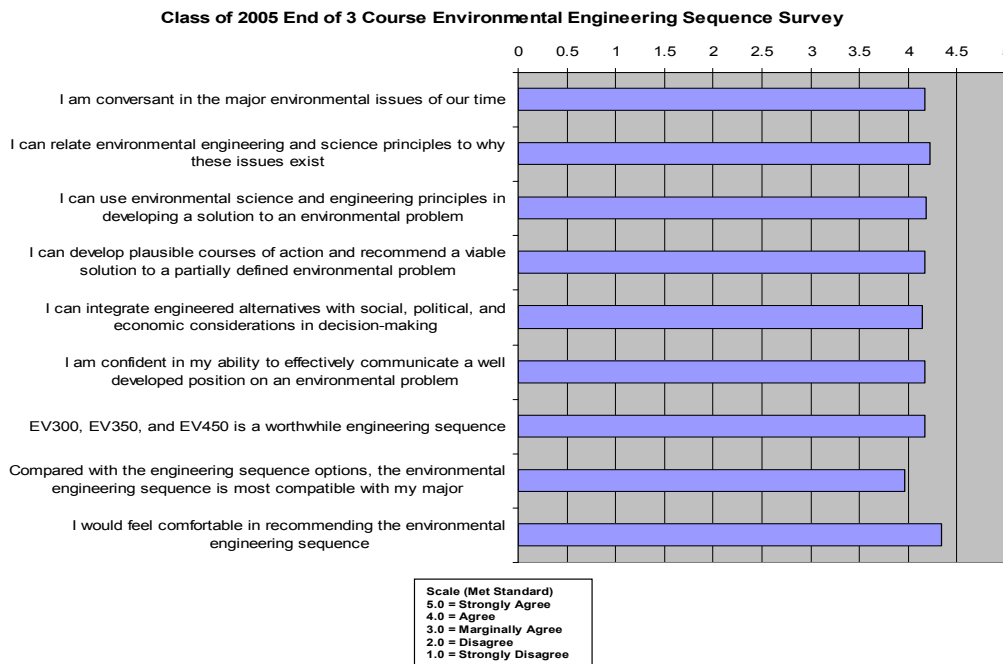 Class of 2005 End of 3 Course Environmental Engineering Sequence Survey
0 0.5 1 1.5 2 2.5 3 3.5 4 4.5 5
I am conversant in the major environmental issues of our time
I can relate environmental engineering and science principles to why
these issues exist
I can use environmental science and engineering principles in
developing a solution to an environmental problem
I can develop plausible courses of action and recommend a viable
solution to a partially defined environmental problem
I can integrate engineered alternatives with social, political, and
economic considerations in decision-making
I am confident in my ability to effectively communicate a well
developed position on an environmental problem
EV300, EV350, and EV450 is a worthwhile engineering sequence
Compared with the engineering sequence options, the environmental
engineering sequence is most compatible with my major
I would feel comfortable in recommending the environmental
engineering sequence
Scale (Met Standard)
5.0 = Strongly Agree
4.0 = Agree
3.0 = Marginally Agree
2.0 = Disagree
1.0 = Strongly Disagree